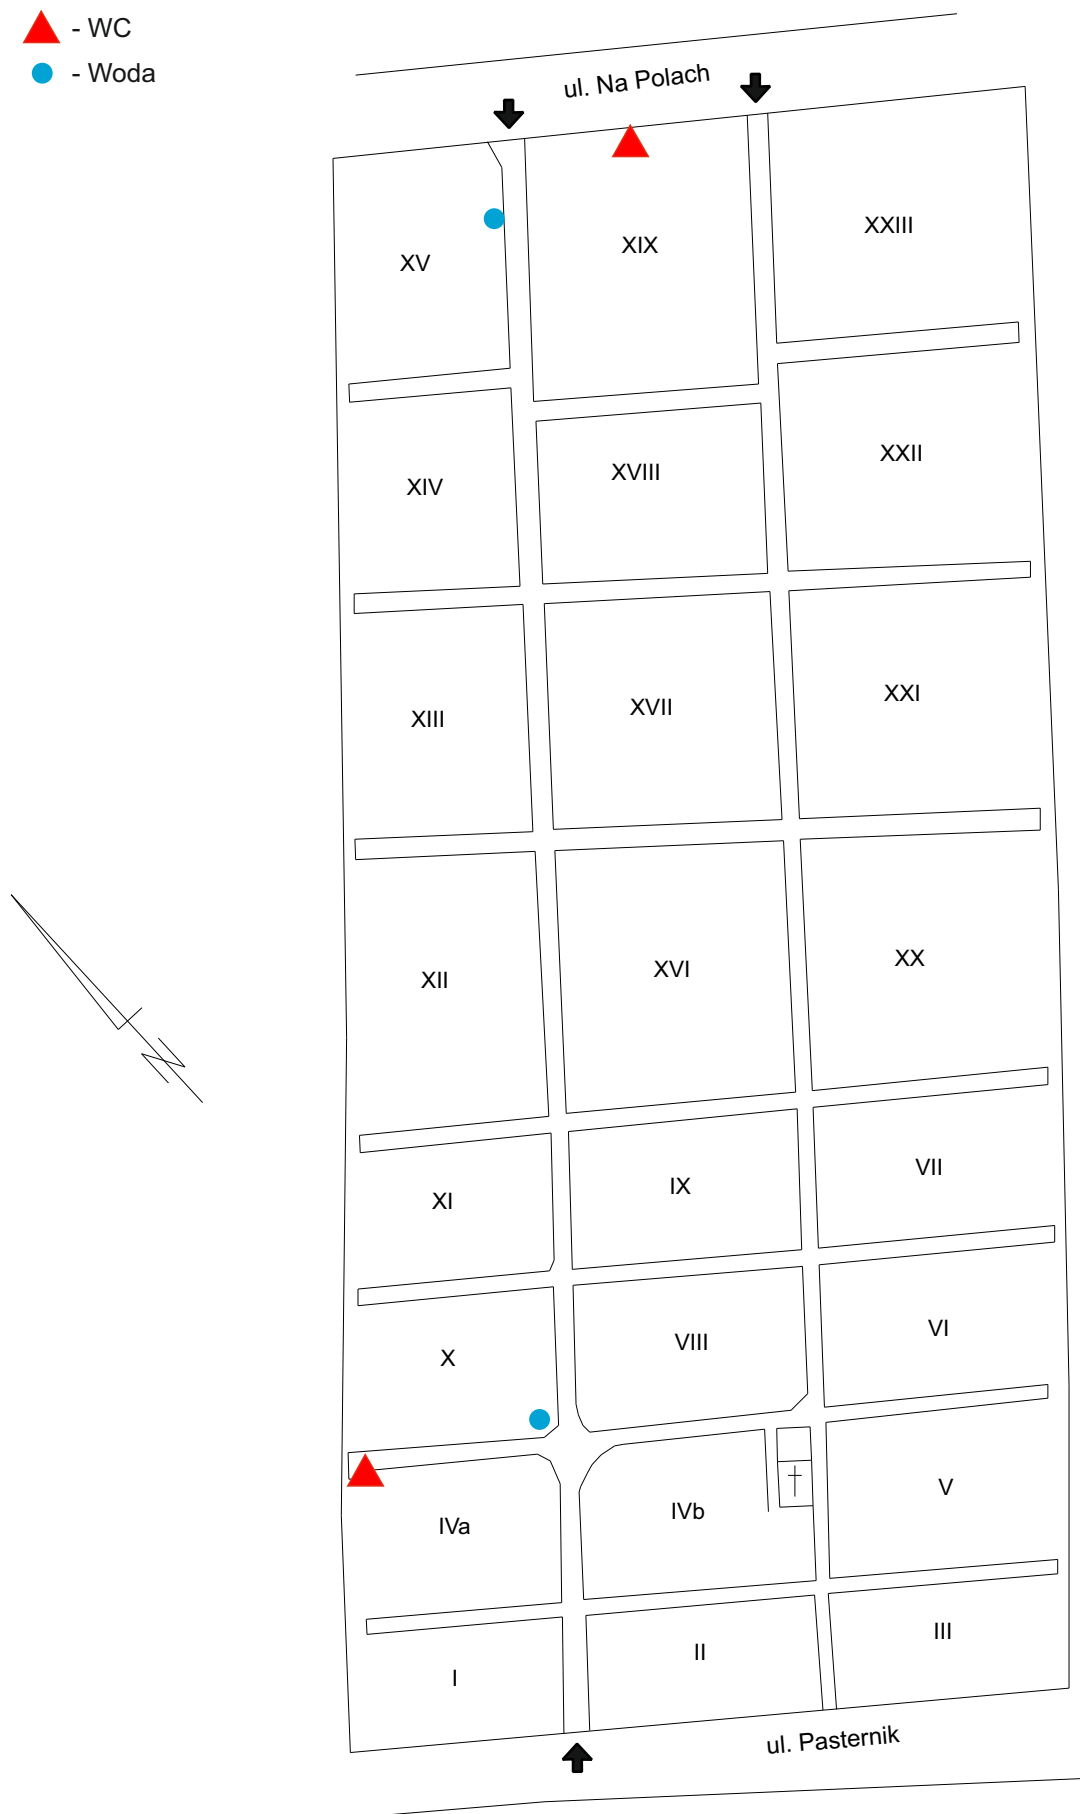 - WC
- Woda
ul. Na Polach
XV
XIX
XXIII
XIV
XVIII
XXII
XIII
XVII
XXI
XII
XVI
XX
N
XI
IX
VII
X
VIII
VI
IVa
IVb
V
I
II
III
ul. Pasternik